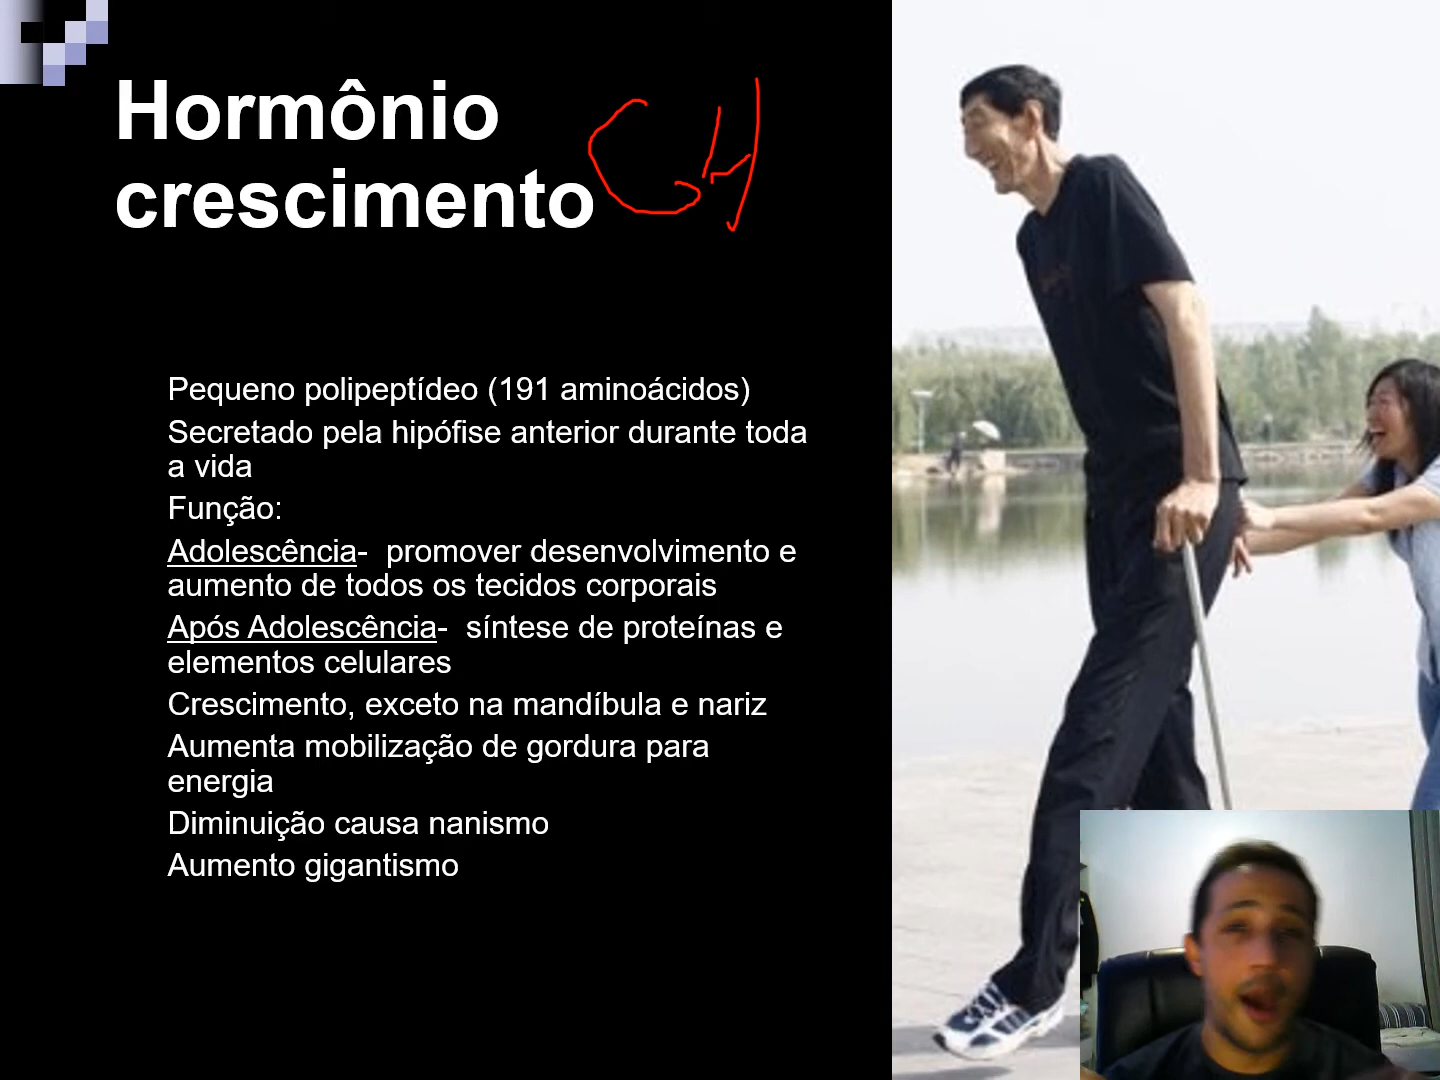 Hormônio
crescimento
GH
Pequeno polipeptídeo (191 aminoácidos)
Secretado pela hipófise anterior durante toda
a vida
Função:
Adolescência-  promover desenvolvimento e
aumento de todos os tecidos corporais
Após Adolescência-  síntese de proteínas e
elementos celulares
Crescimento, exceto na mandíbula e nariz
Aumenta mobilização de gordura para
energia
Diminuição causa nanismo
Aumento gigantismo